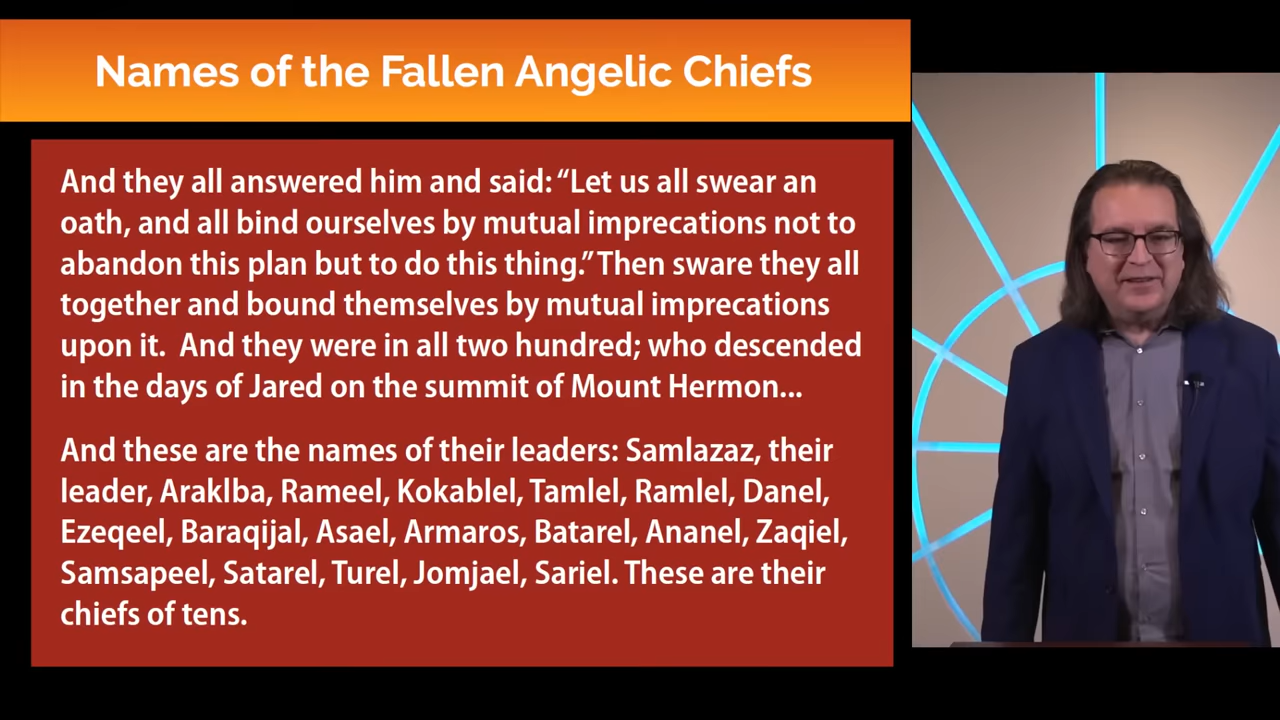 Names of the Fallen Angelic Chiefs
And they all answered him and said: “Let us all swear an
oath, and all bind ourselves by mutual imprecations not to
abandon this plan but to do this thing.” Then sware they all
together and bound themselves by mutual imprecations
upon it.  And they were in all two hundred; who descended
in the days of Jared on the summit of Mount Hermon...
And these are the names of their leaders: Samlazaz, their
leader, Araklba, Rameel, Kokablel, Tamlel, Ramlel, Danel,
Ezeqeel, Baraqijal, Asael, Armaros, Batarel, Ananel, Zaqiel,
Samsapeel, Satarel, Turel, Jomjael, Sariel. These are their
chiefs of tens.